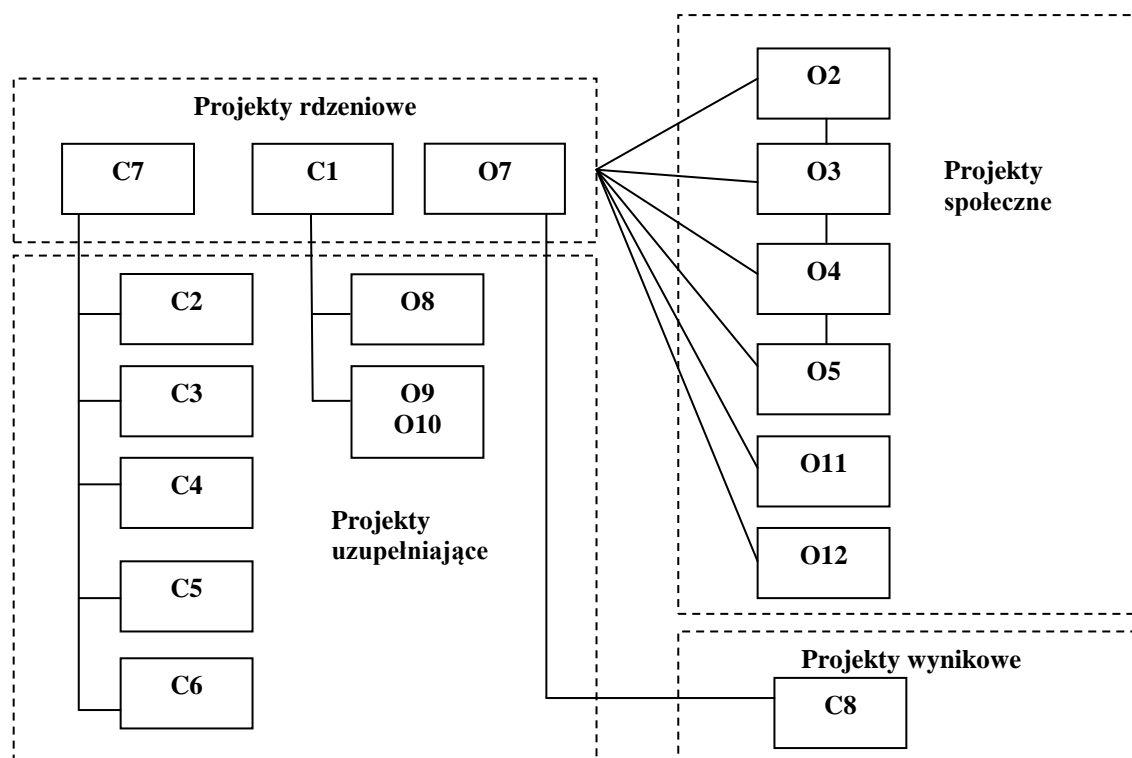 Projekty rdzeniowe
C7
C1
O7
C2
C3
C4
C5
C6
O8
O9
O10
Projekty
uzupełniające
O2
O3
O4
O5
O11
O12
Projekty
społeczne
Projekty wynikowe
C8